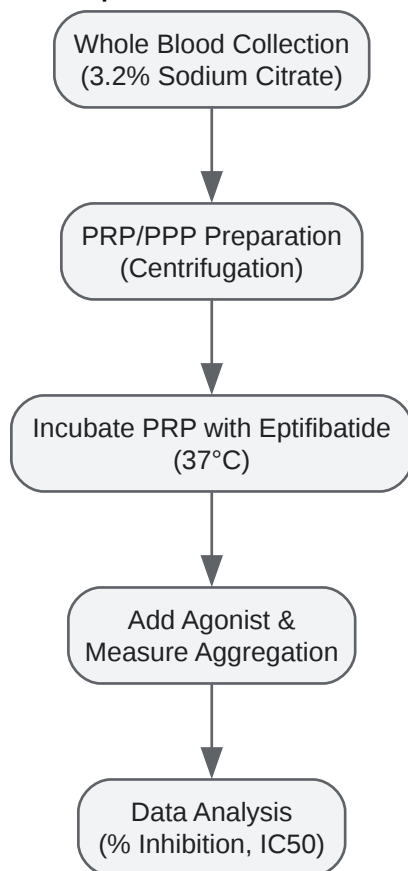 Whole Blood Collection
(3.2% Sodium Citrate)
PRP/PPP Preparation
(Centrifugation)
Incubate PRP with Eptifibatide
(37°C)
Add Agonist &
Measure Aggregation
Data Analysis
(% Inhibition, IC50)